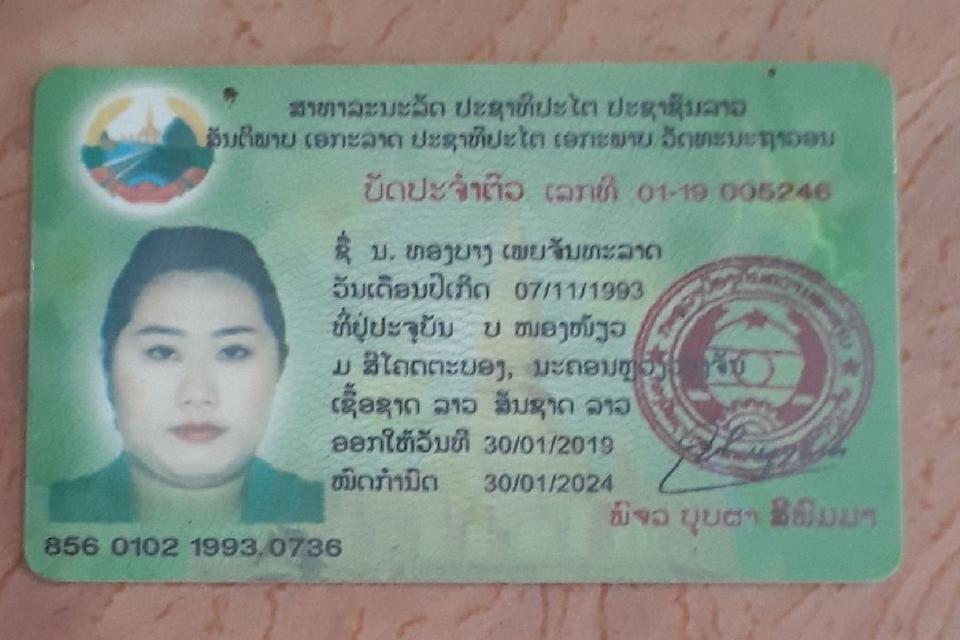 ສາທາລະນະລັດ ປະຊາທິປະໄຕ ປະຊາຊົນລາວ
ສັນຕິພາບ ເອກະລາດ ປະຊາທິປະໄຕ ເອກະພາບ ວັດທະນະຖາວອນ
ບັດປະຈຳຕົວ ເລກທີ 01-19 005246
ຊື່ ນ. ທອງບາງ ເພຍຈັນທະລາດ
ວັນເດືອນປີເກີດ 07/11/1993
ທີ່ຢູ່ປະຈຸບັນ ບ ໜອງໜ້ຽວ
ມ ສີໂຄດຕະບອງ, ນະຄອນຫຼວງວຽງຈັນ
ເຊື້ອຊາດ ລາວ ສັນຊາດ ລາວ
ອອກໃຫ້ວັນທີ 30/01/2019
ໝົດກຳນົດ 30/01/2024
ພົຈວ ບຸບຜາ ສີພິມມາ
856 0102 1993 0736